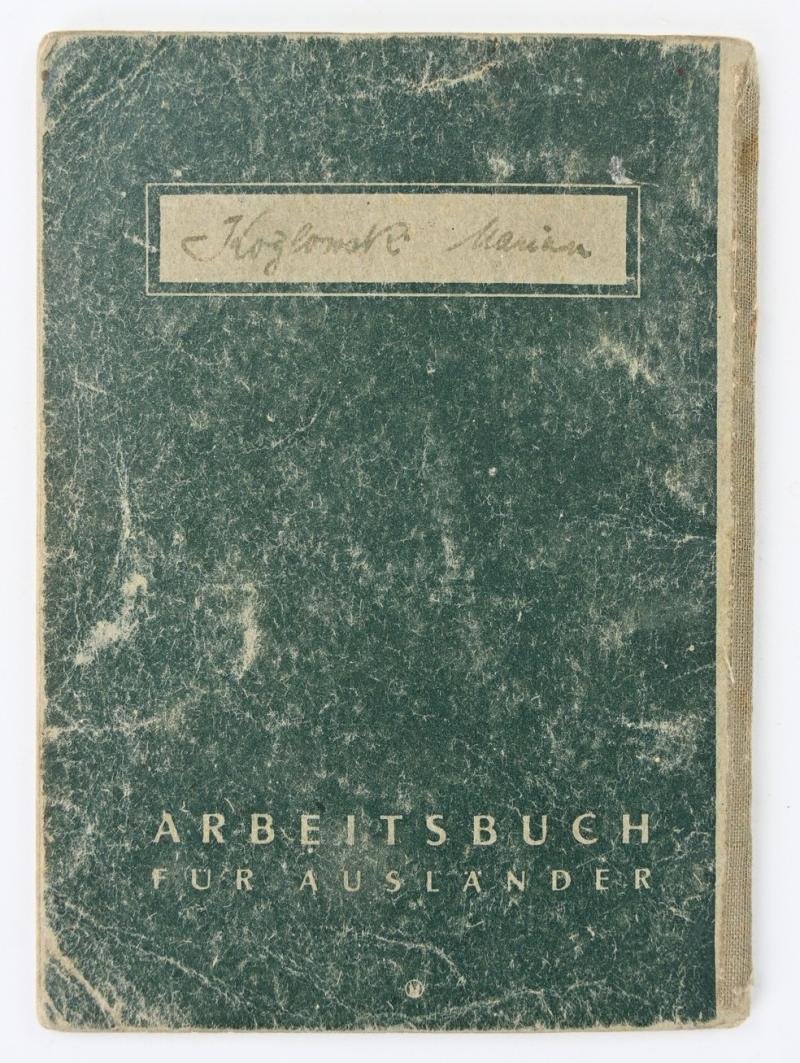 Kozlowski Marian
ARBEITSBUCH
FÜR AUSLÄNDER